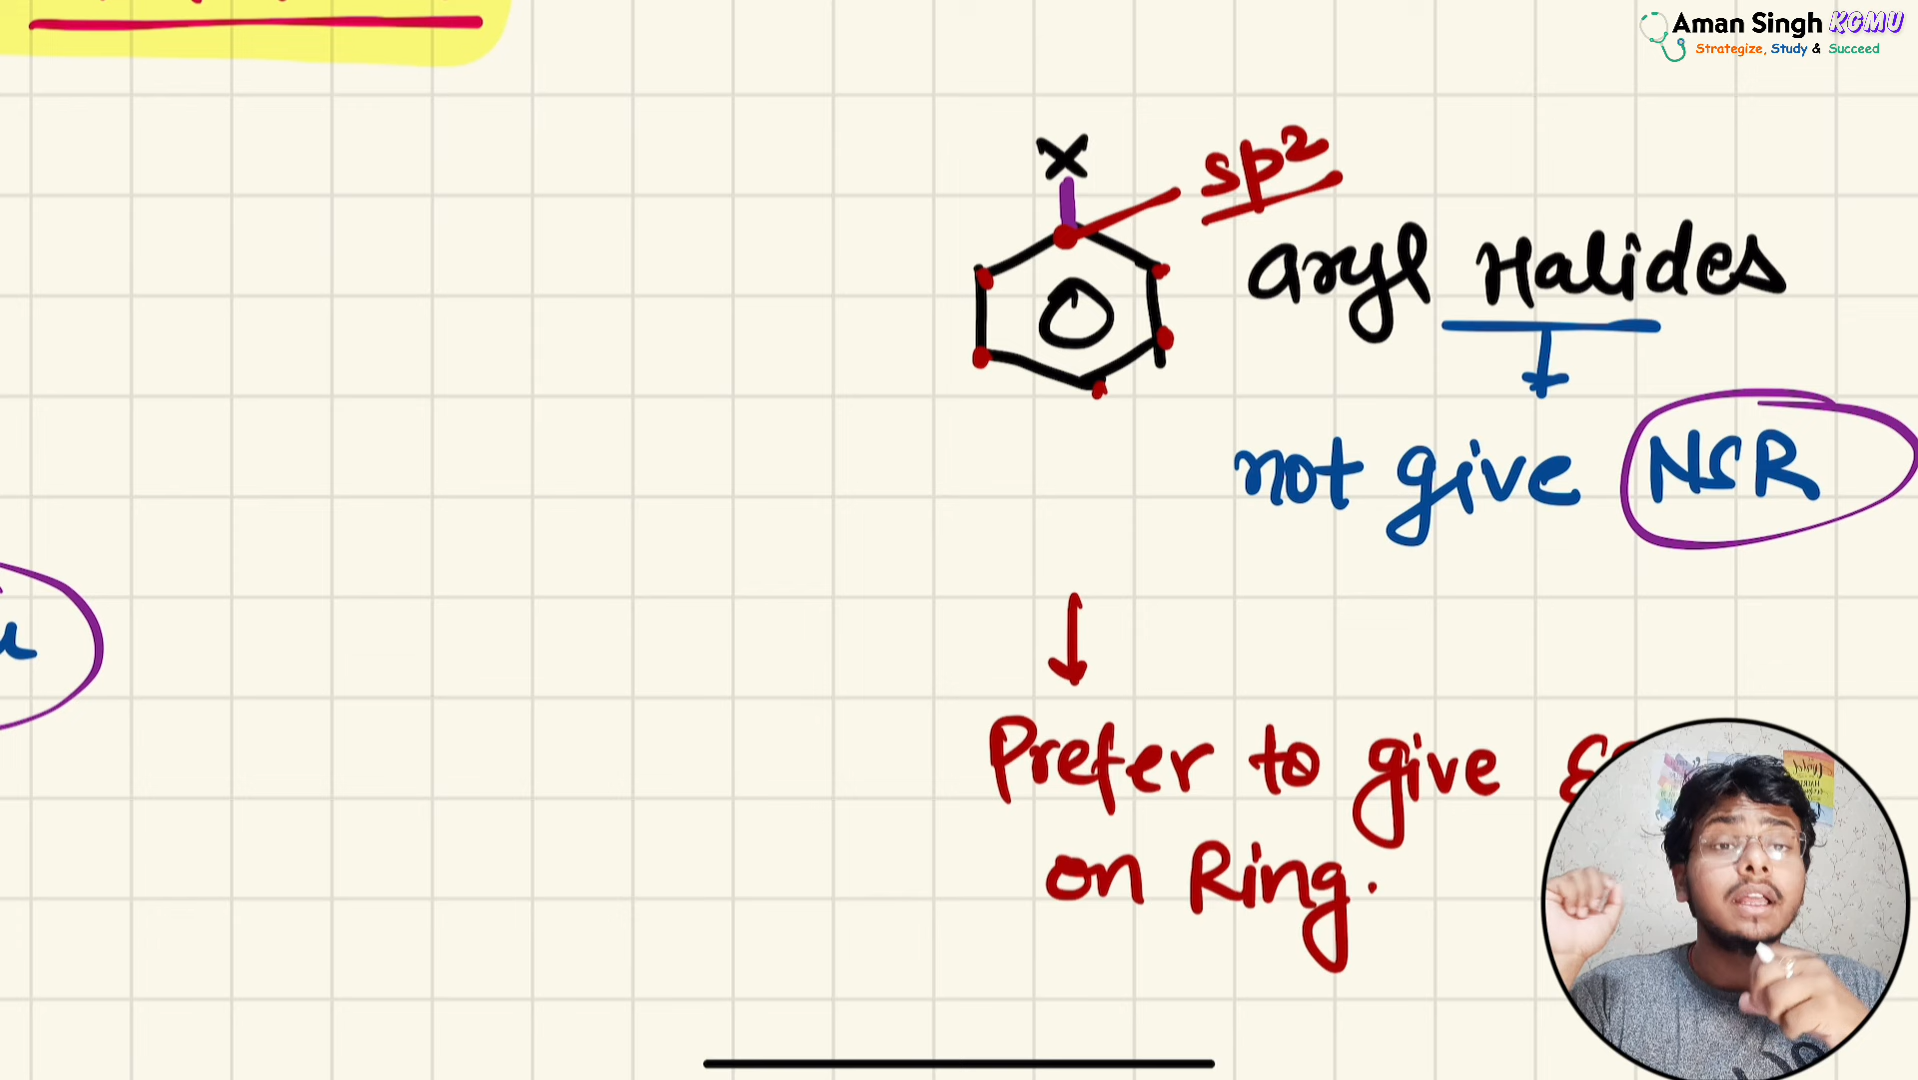 Aman Singh KGMU
Strategize, Study & Succeed
X
sp²
aryl Halides
not give NSR
Prefer to give
on Ring.